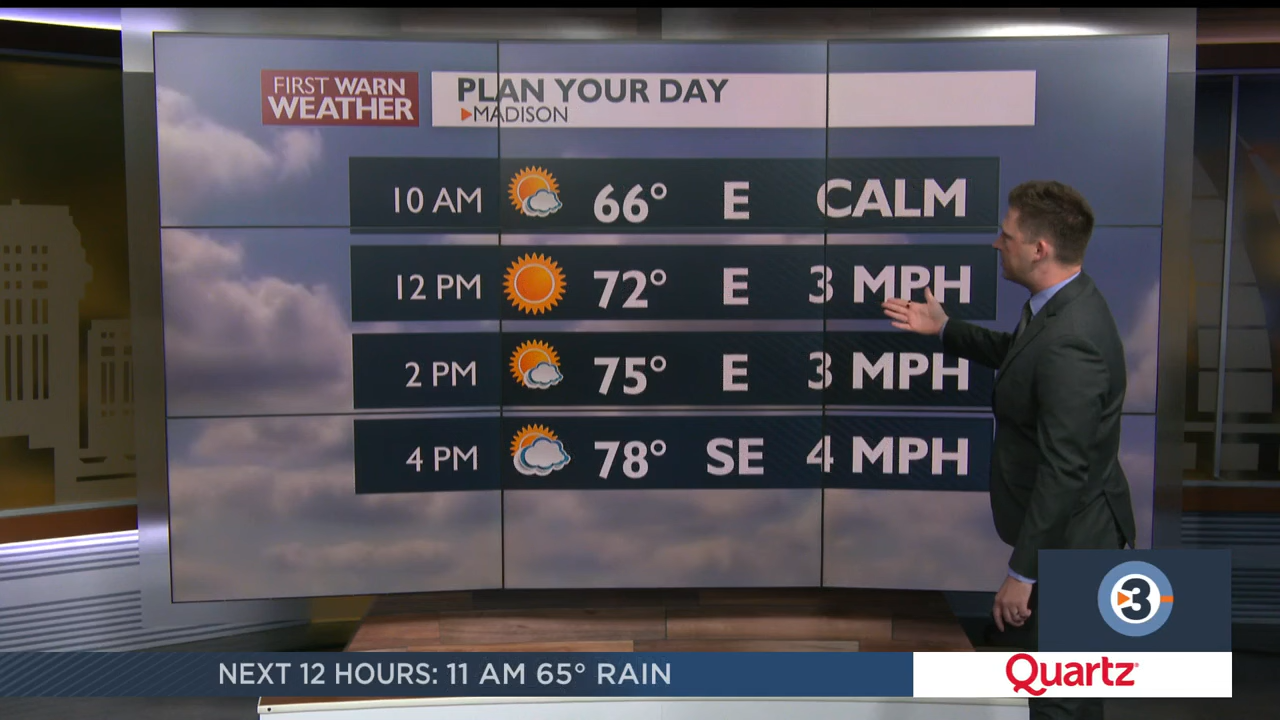 FIRST WARN
WEATHER
PLAN YOUR DAY
MADISON
10 AM 66° E CALM
12 PM 72° E 3 MPH
2 PM 75° E 3 MPH
4 PM 78° SE 4 MPH
3
NEXT 12 HOURS: 11 AM 65° RAIN
Quartz